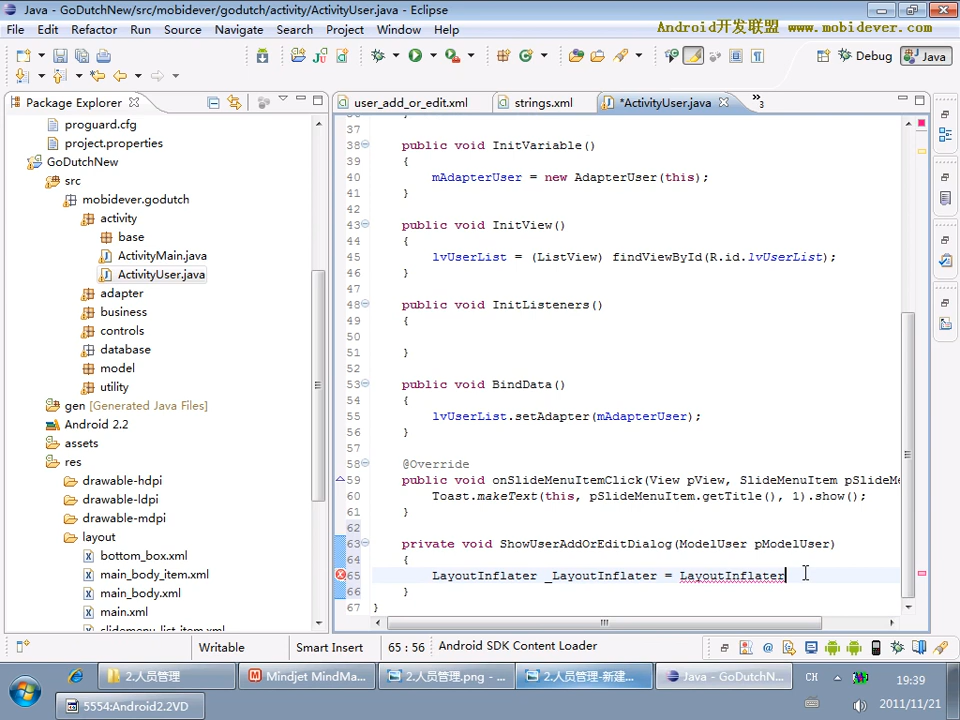 Java - GoDutchNew/src/mobidever/godutch/activity/ActivityUser.java - Eclipse
File Edit Refactor Run Source Navigate Search Project Window Help
Android开发联盟 www.mobidever.com
Debug Java
Package Explorer
user_add_or_edit.xml strings.xml *ActivityUser.java »3
proguard.cfg
project.properties
GoDutchNew
src
mobidever.godutch
activity
base
ActivityMain.java
ActivityUser.java
adapter
business
controls
database
model
utility
gen [Generated Java Files]
Android 2.2
assets
res
drawable-hdpi
drawable-ldpi
drawable-mdpi
layout
bottom_box.xml
main_body_item.xml
main_body.xml
main.xml
slidemenu_list_item.xml
37
38 public void InitVariable()
39 {
40 mAdapterUser = new AdapterUser(this);
41 }
42
43 public void InitView()
44 {
45 lvUserList = (ListView) findViewById(R.id.lvUserList);
46 }
47
48 public void InitListeners()
49 {
50
51 }
52
53 public void BindData()
54 {
55 lvUserList.setAdapter(mAdapterUser);
56 }
57
58 @Override
59 public void onSlideMenuItemClick(View pView, SlideMenuItem pSlideMe
60 Toast.makeText(this, pSlideMenuItem.getTitle(), 1).show();
61 }
62
63 private void ShowUserAddOrEditDialog(ModelUser pModelUser)
64 {
65 LayoutInflater _LayoutInflater = LayoutInflater
66 }
67 }
Writable Smart Insert 65 : 56 Android SDK Content Loader
2.人员管理 Mindjet MindMa... 2.人员管理.png - ... 2.人员管理-新建... Java - GoDutchN... CH 19:39
5554:Android2.2VD 2011/11/21